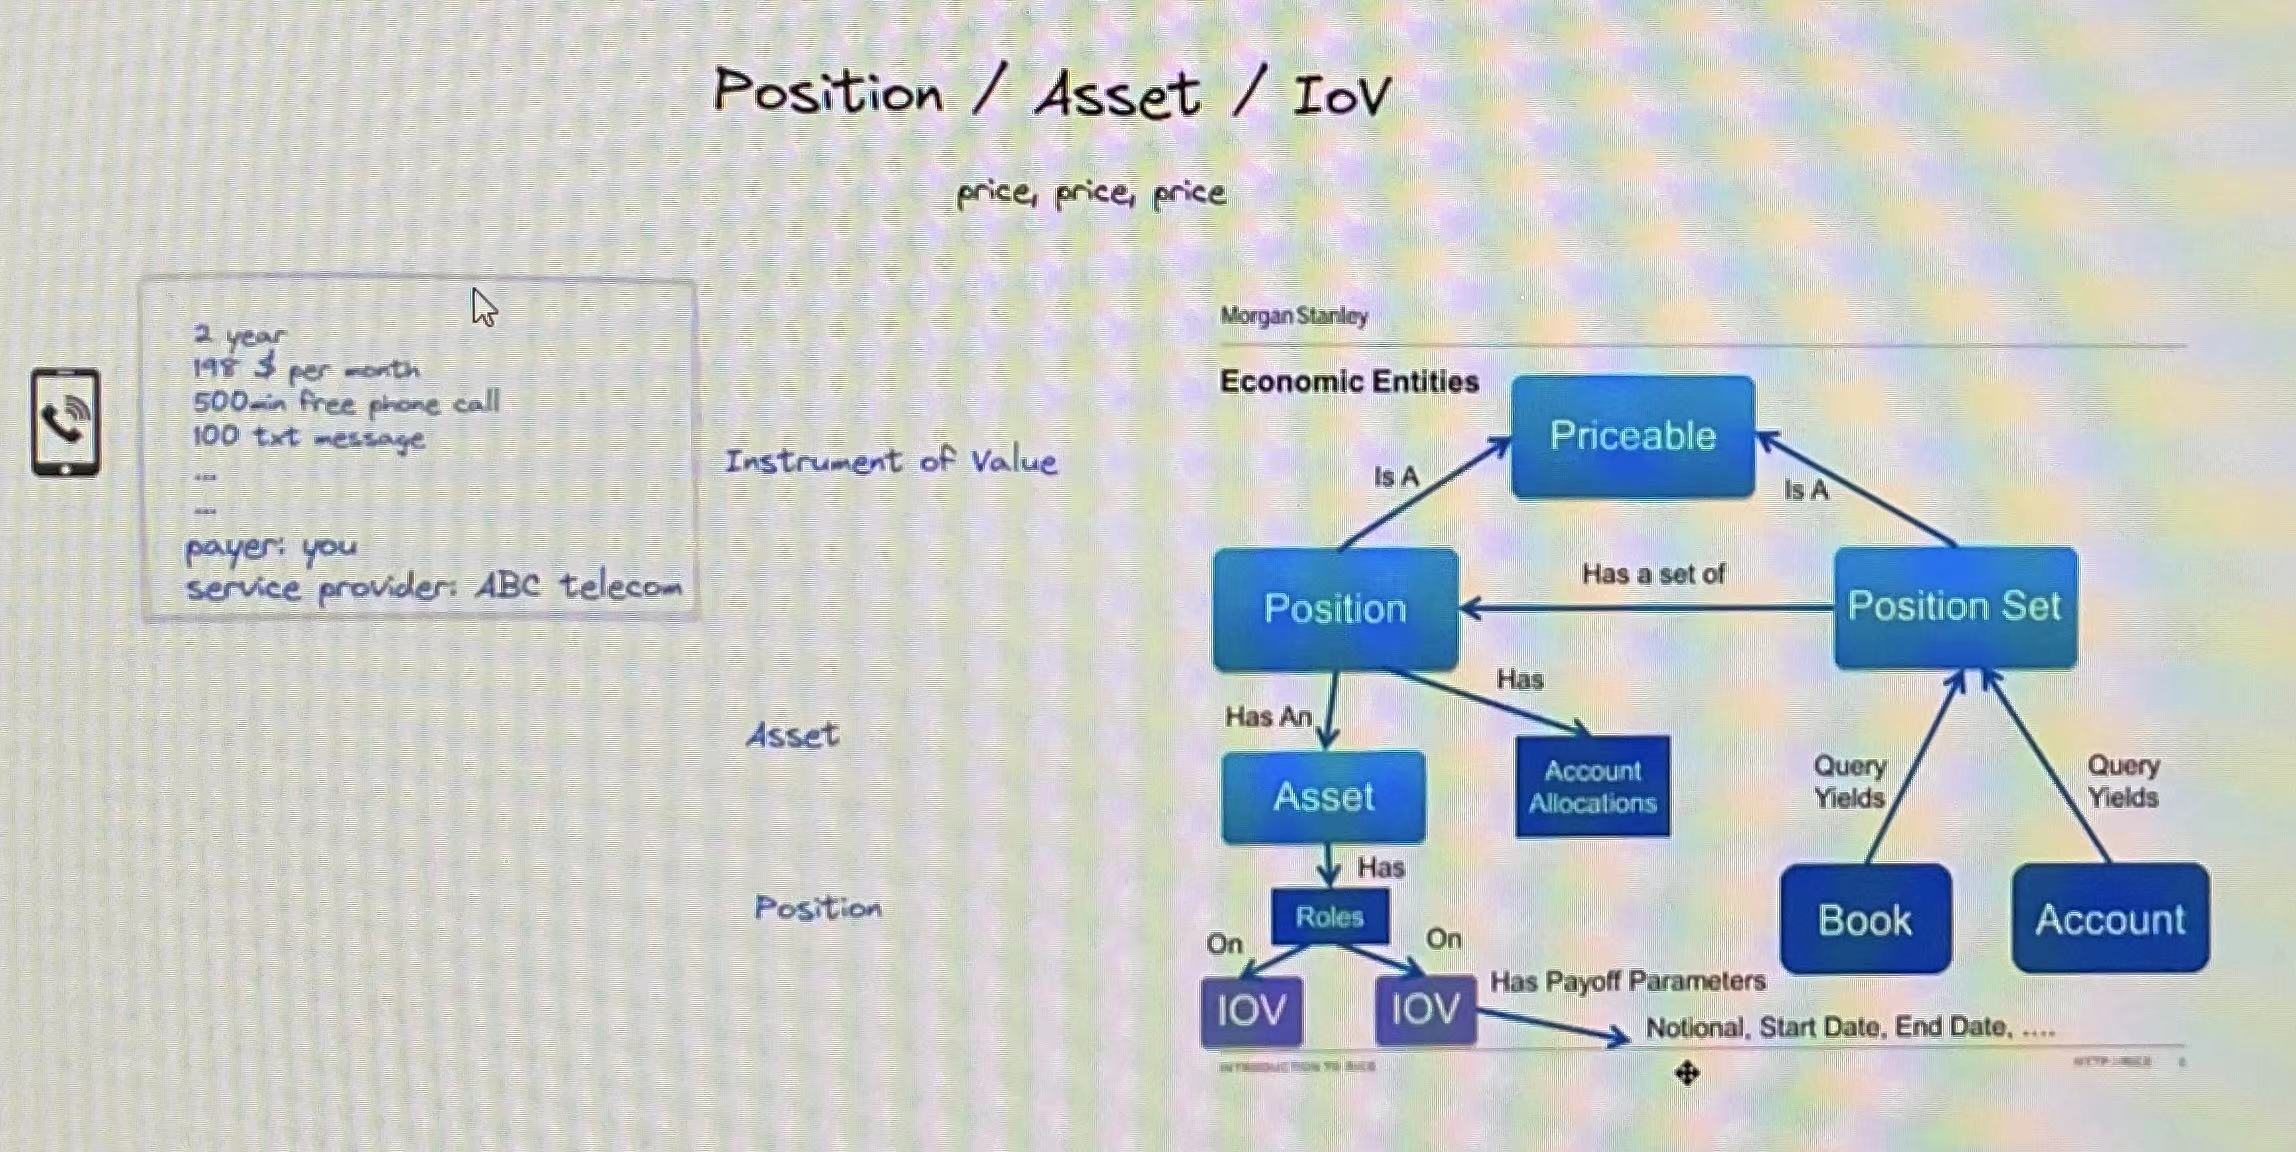 Position / Asset / IoV
price, price, price
2 year
198 $ per month
500min free phone call
100 txt message
...
...
payer: you
service provider: ABC telecom
Instrument of Value
Asset
Position
Morgan Stanley
Economic Entities
Priceable
Is A
Is A
Position
Has a set of
Position Set
Has An
Has
Asset
Account
Allocations
Query
Yields
Query
Yields
Has
Roles
On
On
Book
Account
IOV
IOV
Has Payoff Parameters
Notional, Start Date, End Date, ....
INTRODUCTION TO